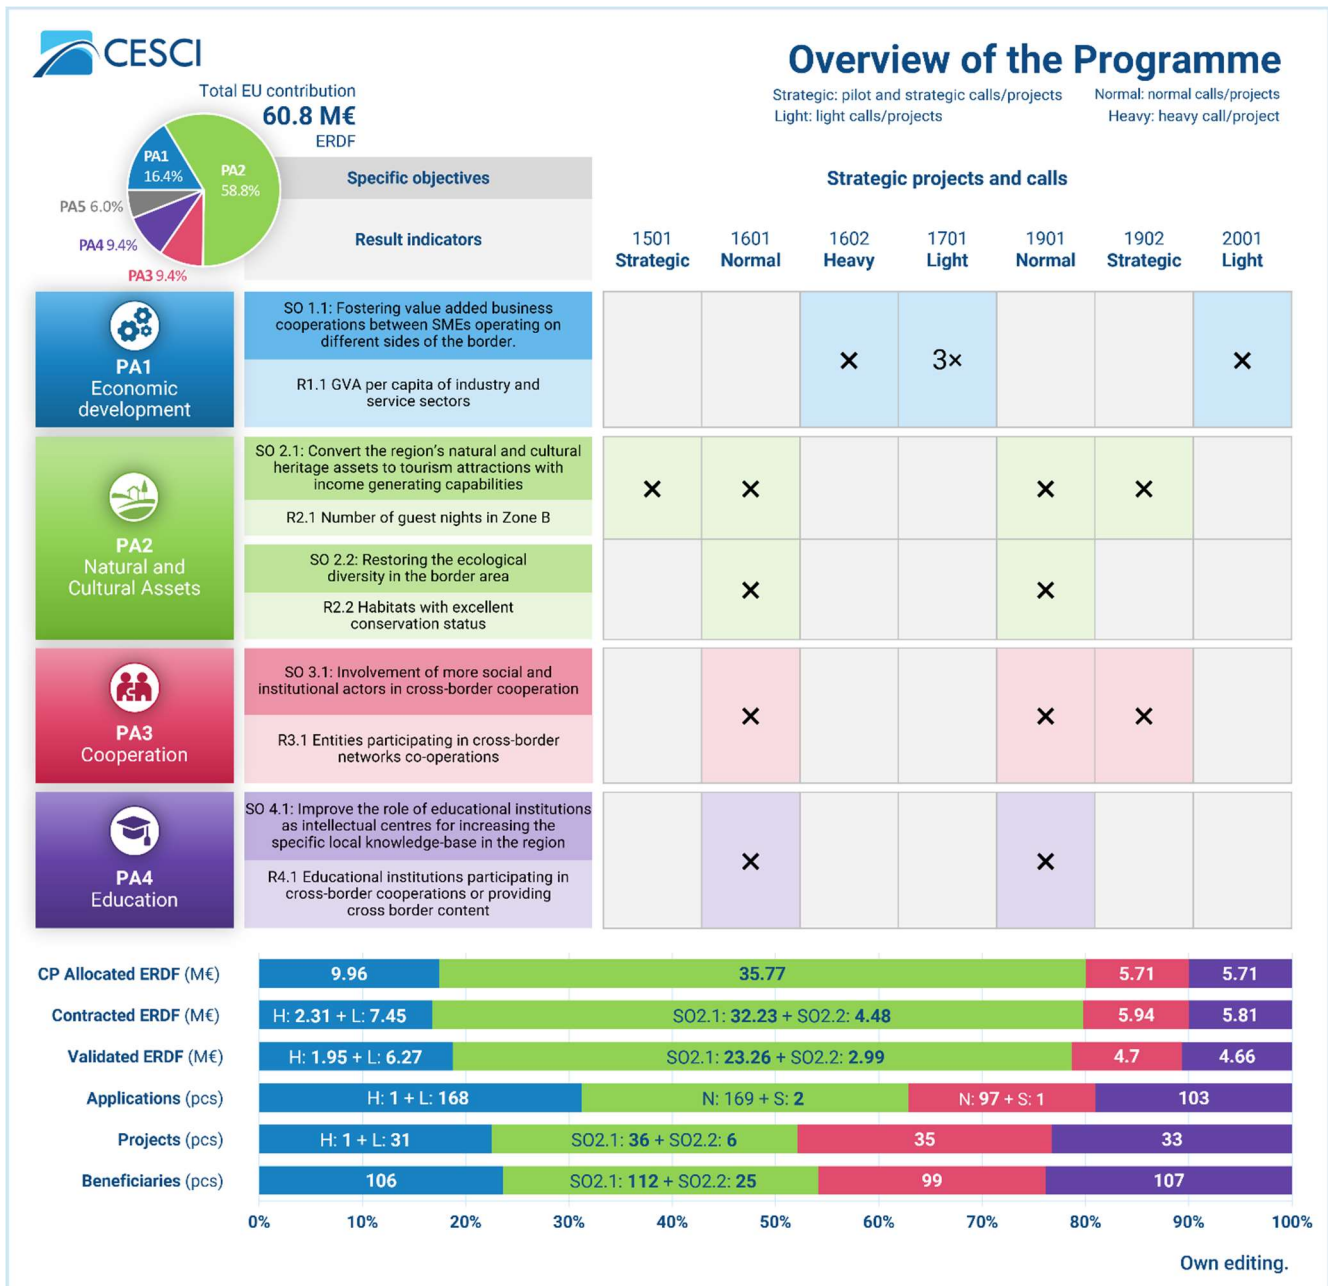 CESCI
Overview of the Programme
Strategic: pilot and strategic calls/projects
Normal: normal calls/projects
Light: light calls/projects
Heavy: heavy call/project
Total EU contribution
60.8 M€
ERDF
PA1
16.4%
PA2
58.8%
PA5 6.0%
PA4 9.4%
PA3 9.4%
Specific objectives
Result indicators
Strategic projects and calls
1501
Strategic
1601
Normal
1602
Heavy
1701
Light
1901
Normal
1902
Strategic
2001
Light
PA1
Economic
development
SO 1.1: Fostering value added business
cooperations between SMEs operating on
different sides of the border.
R1.1 GVA per capita of industry and
service sectors
× 3× ×
PA2
Natural and
Cultural Assets
SO 2.1: Convert the region's natural and cultural
heritage assets to tourism attractions with
income generating capabilities
R2.1 Number of guest nights in Zone B
× × × ×
SO 2.2: Restoring the ecological
diversity in the border area
R2.2 Habitats with excellent
conservation status
× ×
PA3
Cooperation
SO 3.1: Involvement of more social and
institutional actors in cross-border cooperation
R3.1 Entities participating in cross-border
networks co-operations
× × ×
PA4
Education
SO 4.1: Improve the role of educational institutions
as intellectual centres for increasing the
specific local knowledge-base in the region
R4.1 Educational institutions participating in
cross-border cooperations or providing
cross border content
× ×
CP Allocated ERDF (M€) 9.96 35.77 5.71 5.71
Contracted ERDF (M€) H: 2.31 + L: 7.45 SO2.1: 32.23 + SO2.2: 4.48 5.94 5.81
Validated ERDF (M€) H: 1.95 + L: 6.27 SO2.1: 23.26 + SO2.2: 2.99 4.7 4.66
Applications (pcs) H: 1 + L: 168 N: 169 + S: 2 N: 97 + S: 1 103
Projects (pcs) H: 1 + L: 31 SO2.1: 36 + SO2.2: 6 35 33
Beneficiaries (pcs) 106 SO2.1: 112 + SO2.2: 25 99 107
0% 10% 20% 30% 40% 50% 60% 70% 80% 90% 100%
Own editing.